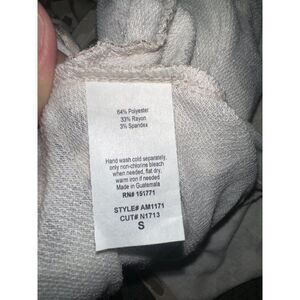 64% Polyester
33% Rayon
3% Spandex
Hand wash cold separately,
only non-chlorine bleach
when needed, flat dry,
warm iron if needed
Made in Guatemala
RN# 151771
STYLE# AM1171
CUT# N1713
S